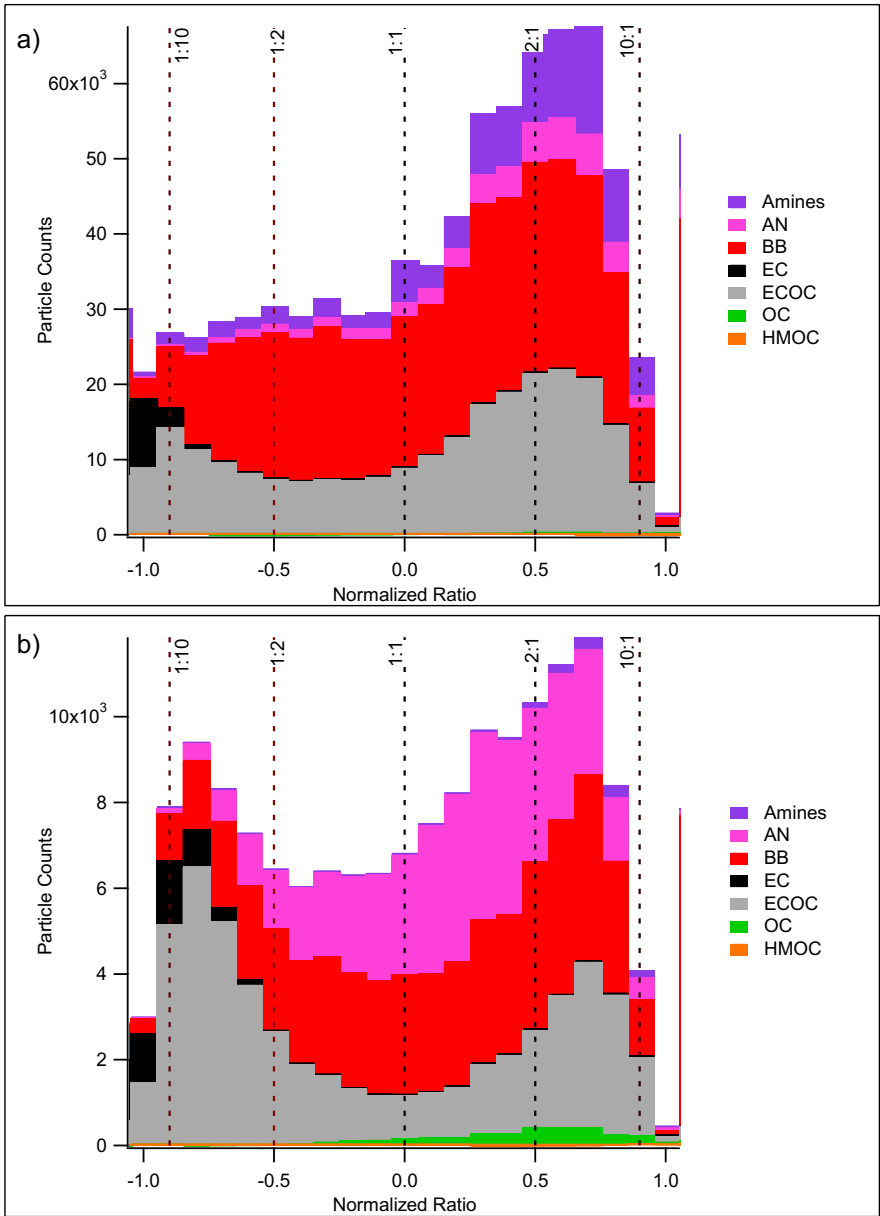 a)
1:10
1:2
1:1
2:1
10:1
60x10³
50
40
30
20
10
0
Particle Counts
-1.0
-0.5
0.0
0.5
1.0
Normalized Ratio
Amines
AN
BB
EC
ECOC
OC
HMOC
b)
1:10
1:2
1:1
2:1
10:1
10x10³
8
6
4
2
0
Particle Counts
-1.0
-0.5
0.0
0.5
1.0
Normalized Ratio
Amines
AN
BB
EC
ECOC
OC
HMOC